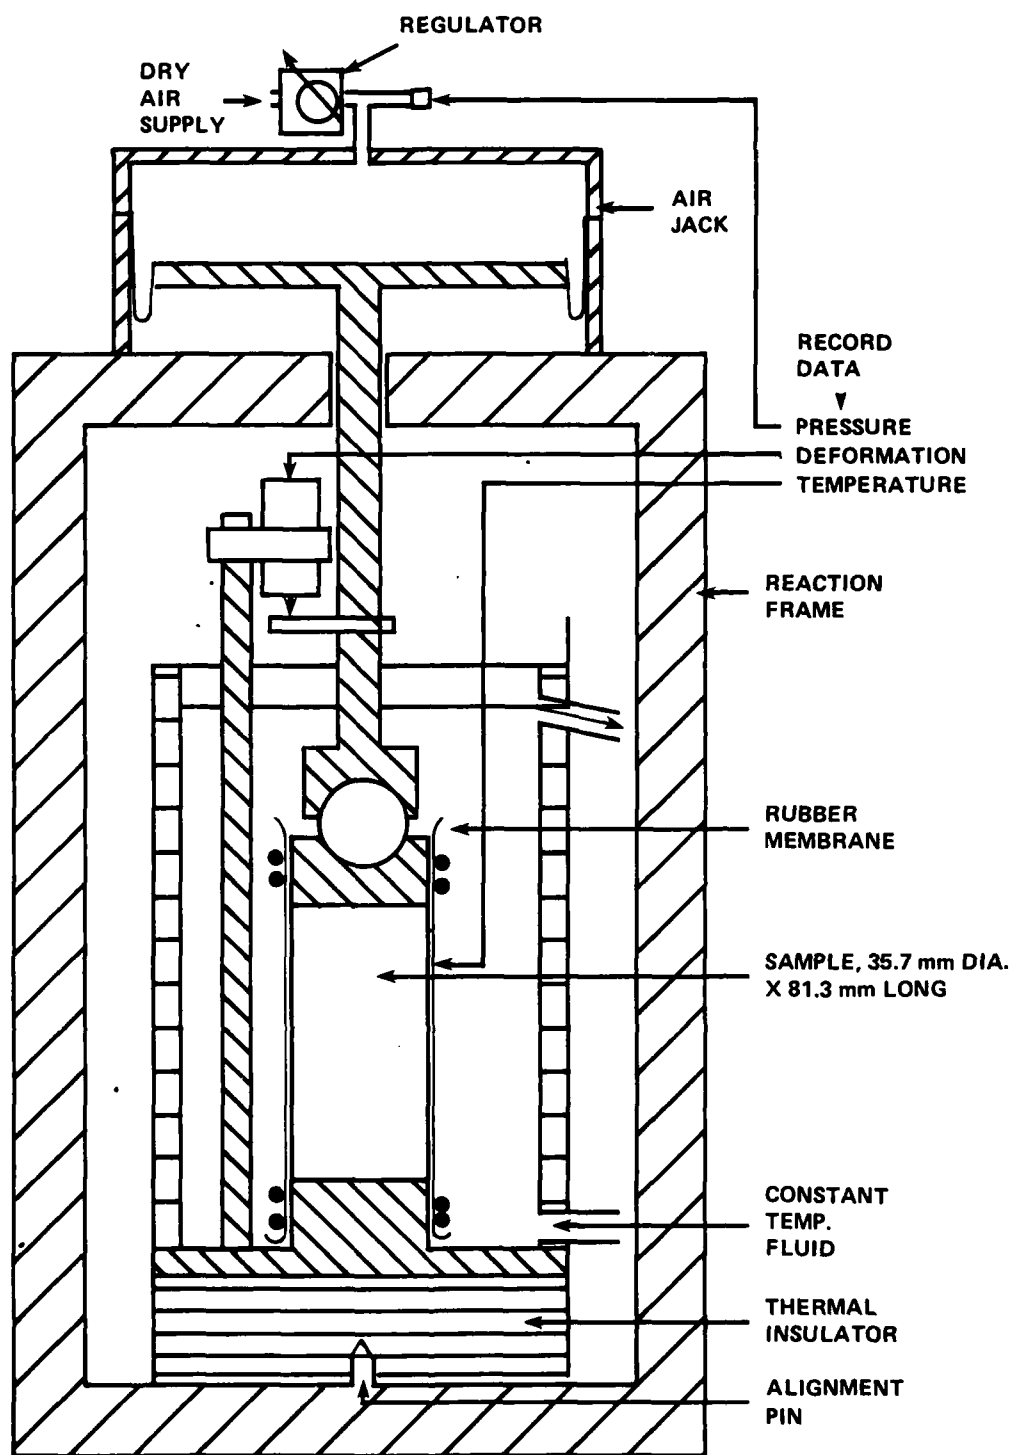 REGULATOR
DRY
AIR
SUPPLY
AIR
JACK
RECORD
DATA
PRESSURE
DEFORMATION
TEMPERATURE
REACTION
FRAME
RUBBER
MEMBRANE
SAMPLE, 35.7 mm DIA.
X 81.3 mm LONG
CONSTANT
TEMP.
FLUID
THERMAL
INSULATOR
ALIGNMENT
PIN